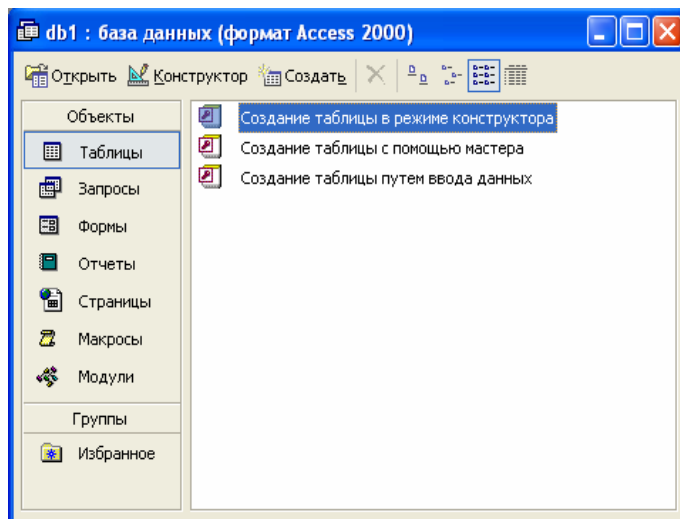 db1 : база данных (формат Access 2000)
Открыть Конструктор Создать
Объекты
Таблицы
Запросы
Формы
Отчеты
Страницы
Макросы
Модули
Группы
Избранное
Создание таблицы в режиме конструктора
Создание таблицы с помощью мастера
Создание таблицы путем ввода данных